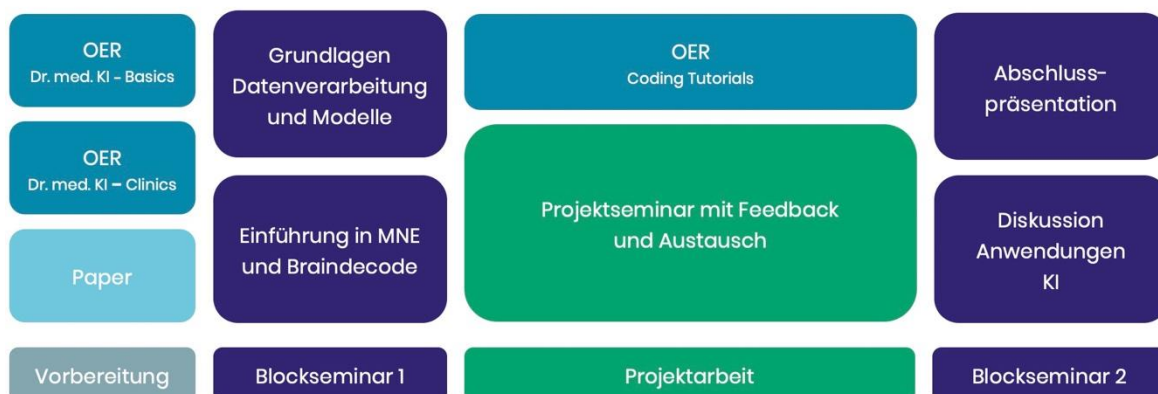 OER
Dr. med. KI - Basics
OER
Dr. med. KI – Clinics
Paper
Vorbereitung
Grundlagen
Datenverarbeitung
und Modelle
Einführung in MNE
und Braindecode
Blockseminar 1
OER
Coding Tutorials
Projektseminar mit Feedback
und Austausch
Projektarbeit
Abschluss-
präsentation
Diskussion
Anwendungen
KI
Blockseminar 2